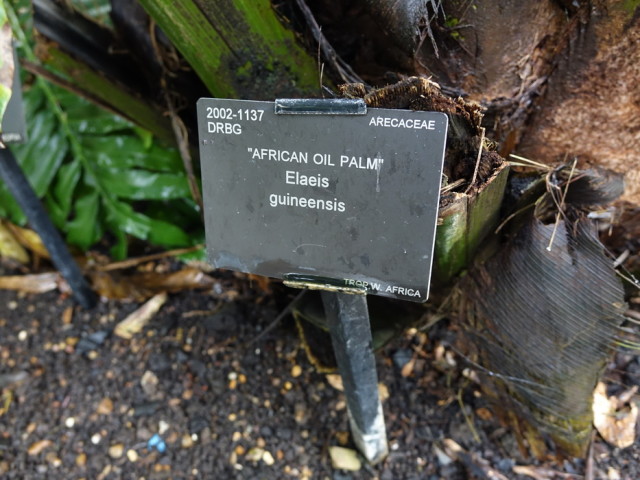 2002-1137
DRBG
ARECACEAE
"AFRICAN OIL PALM"
Elaeis
guineensis
TROP.W. AFRICA